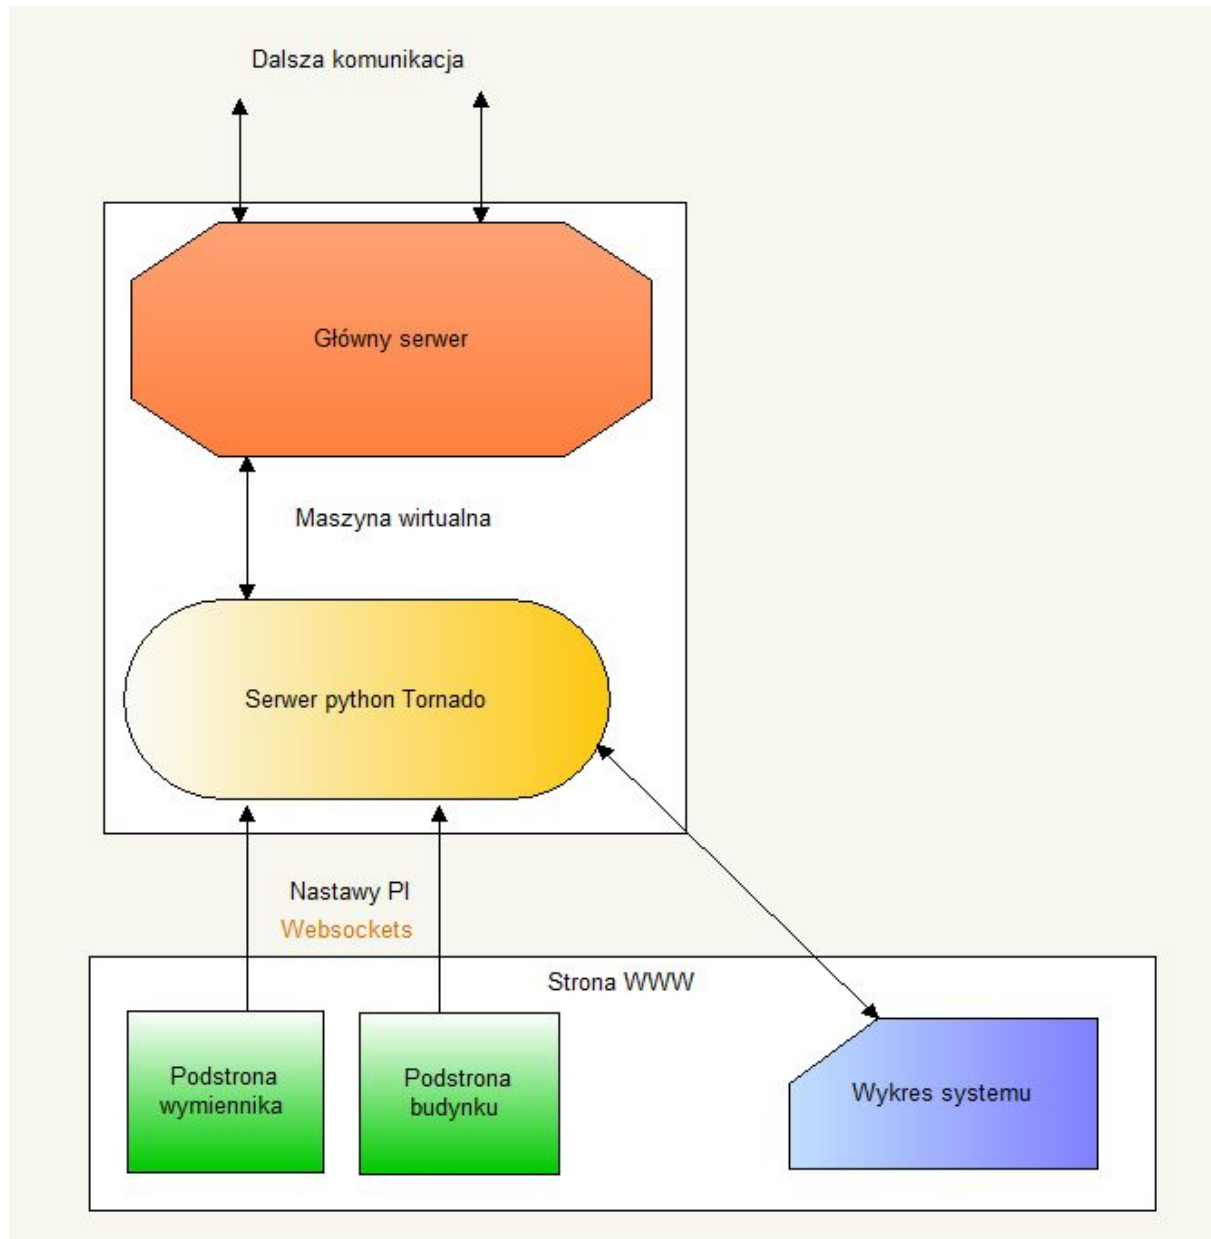 Dalsza komunikacja
Główny serwer
Maszyna wirtualna
Serwer python Tornado
Nastawy PI
Websockets
Strona WWW
Podstrona
wymiennika
Podstrona
budynku
Wykres systemu